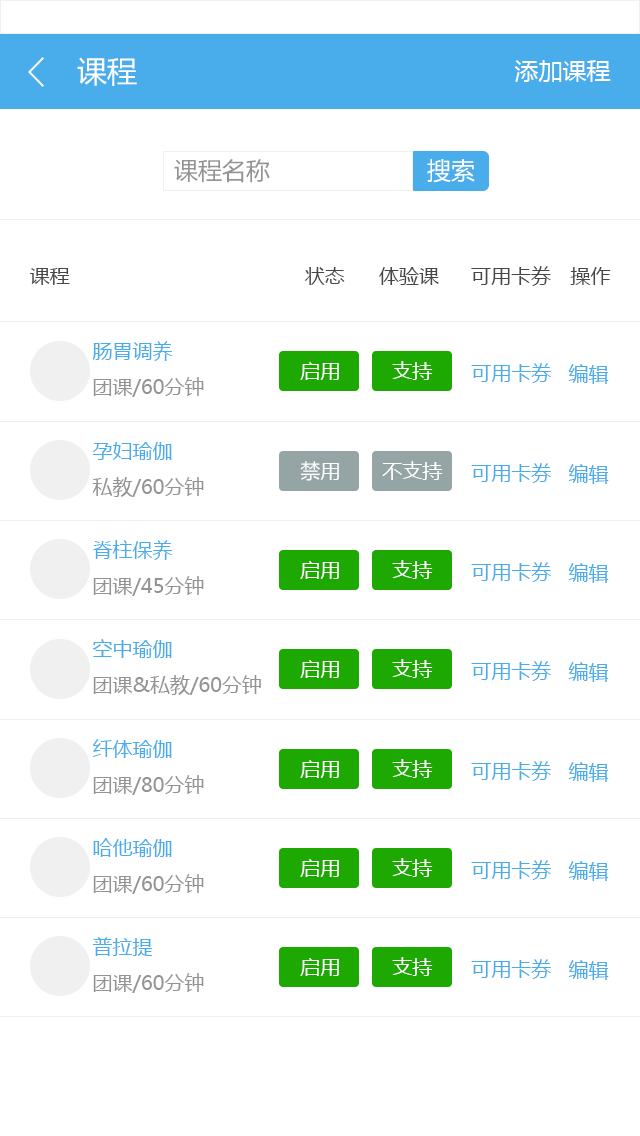 课程 添加课程
课程名称 搜索
课程 状态 体验课 可用卡券 操作
肠胃调养
团课/60分钟 启用 支持 可用卡券 编辑
孕妇瑜伽
私教/60分钟 禁用 不支持 可用卡券 编辑
脊柱保养
团课/45分钟 启用 支持 可用卡券 编辑
空中瑜伽
团课&私教/60分钟 启用 支持 可用卡券 编辑
纤体瑜伽
团课/80分钟 启用 支持 可用卡券 编辑
哈他瑜伽
团课/60分钟 启用 支持 可用卡券 编辑
普拉提
团课/60分钟 启用 支持 可用卡券 编辑